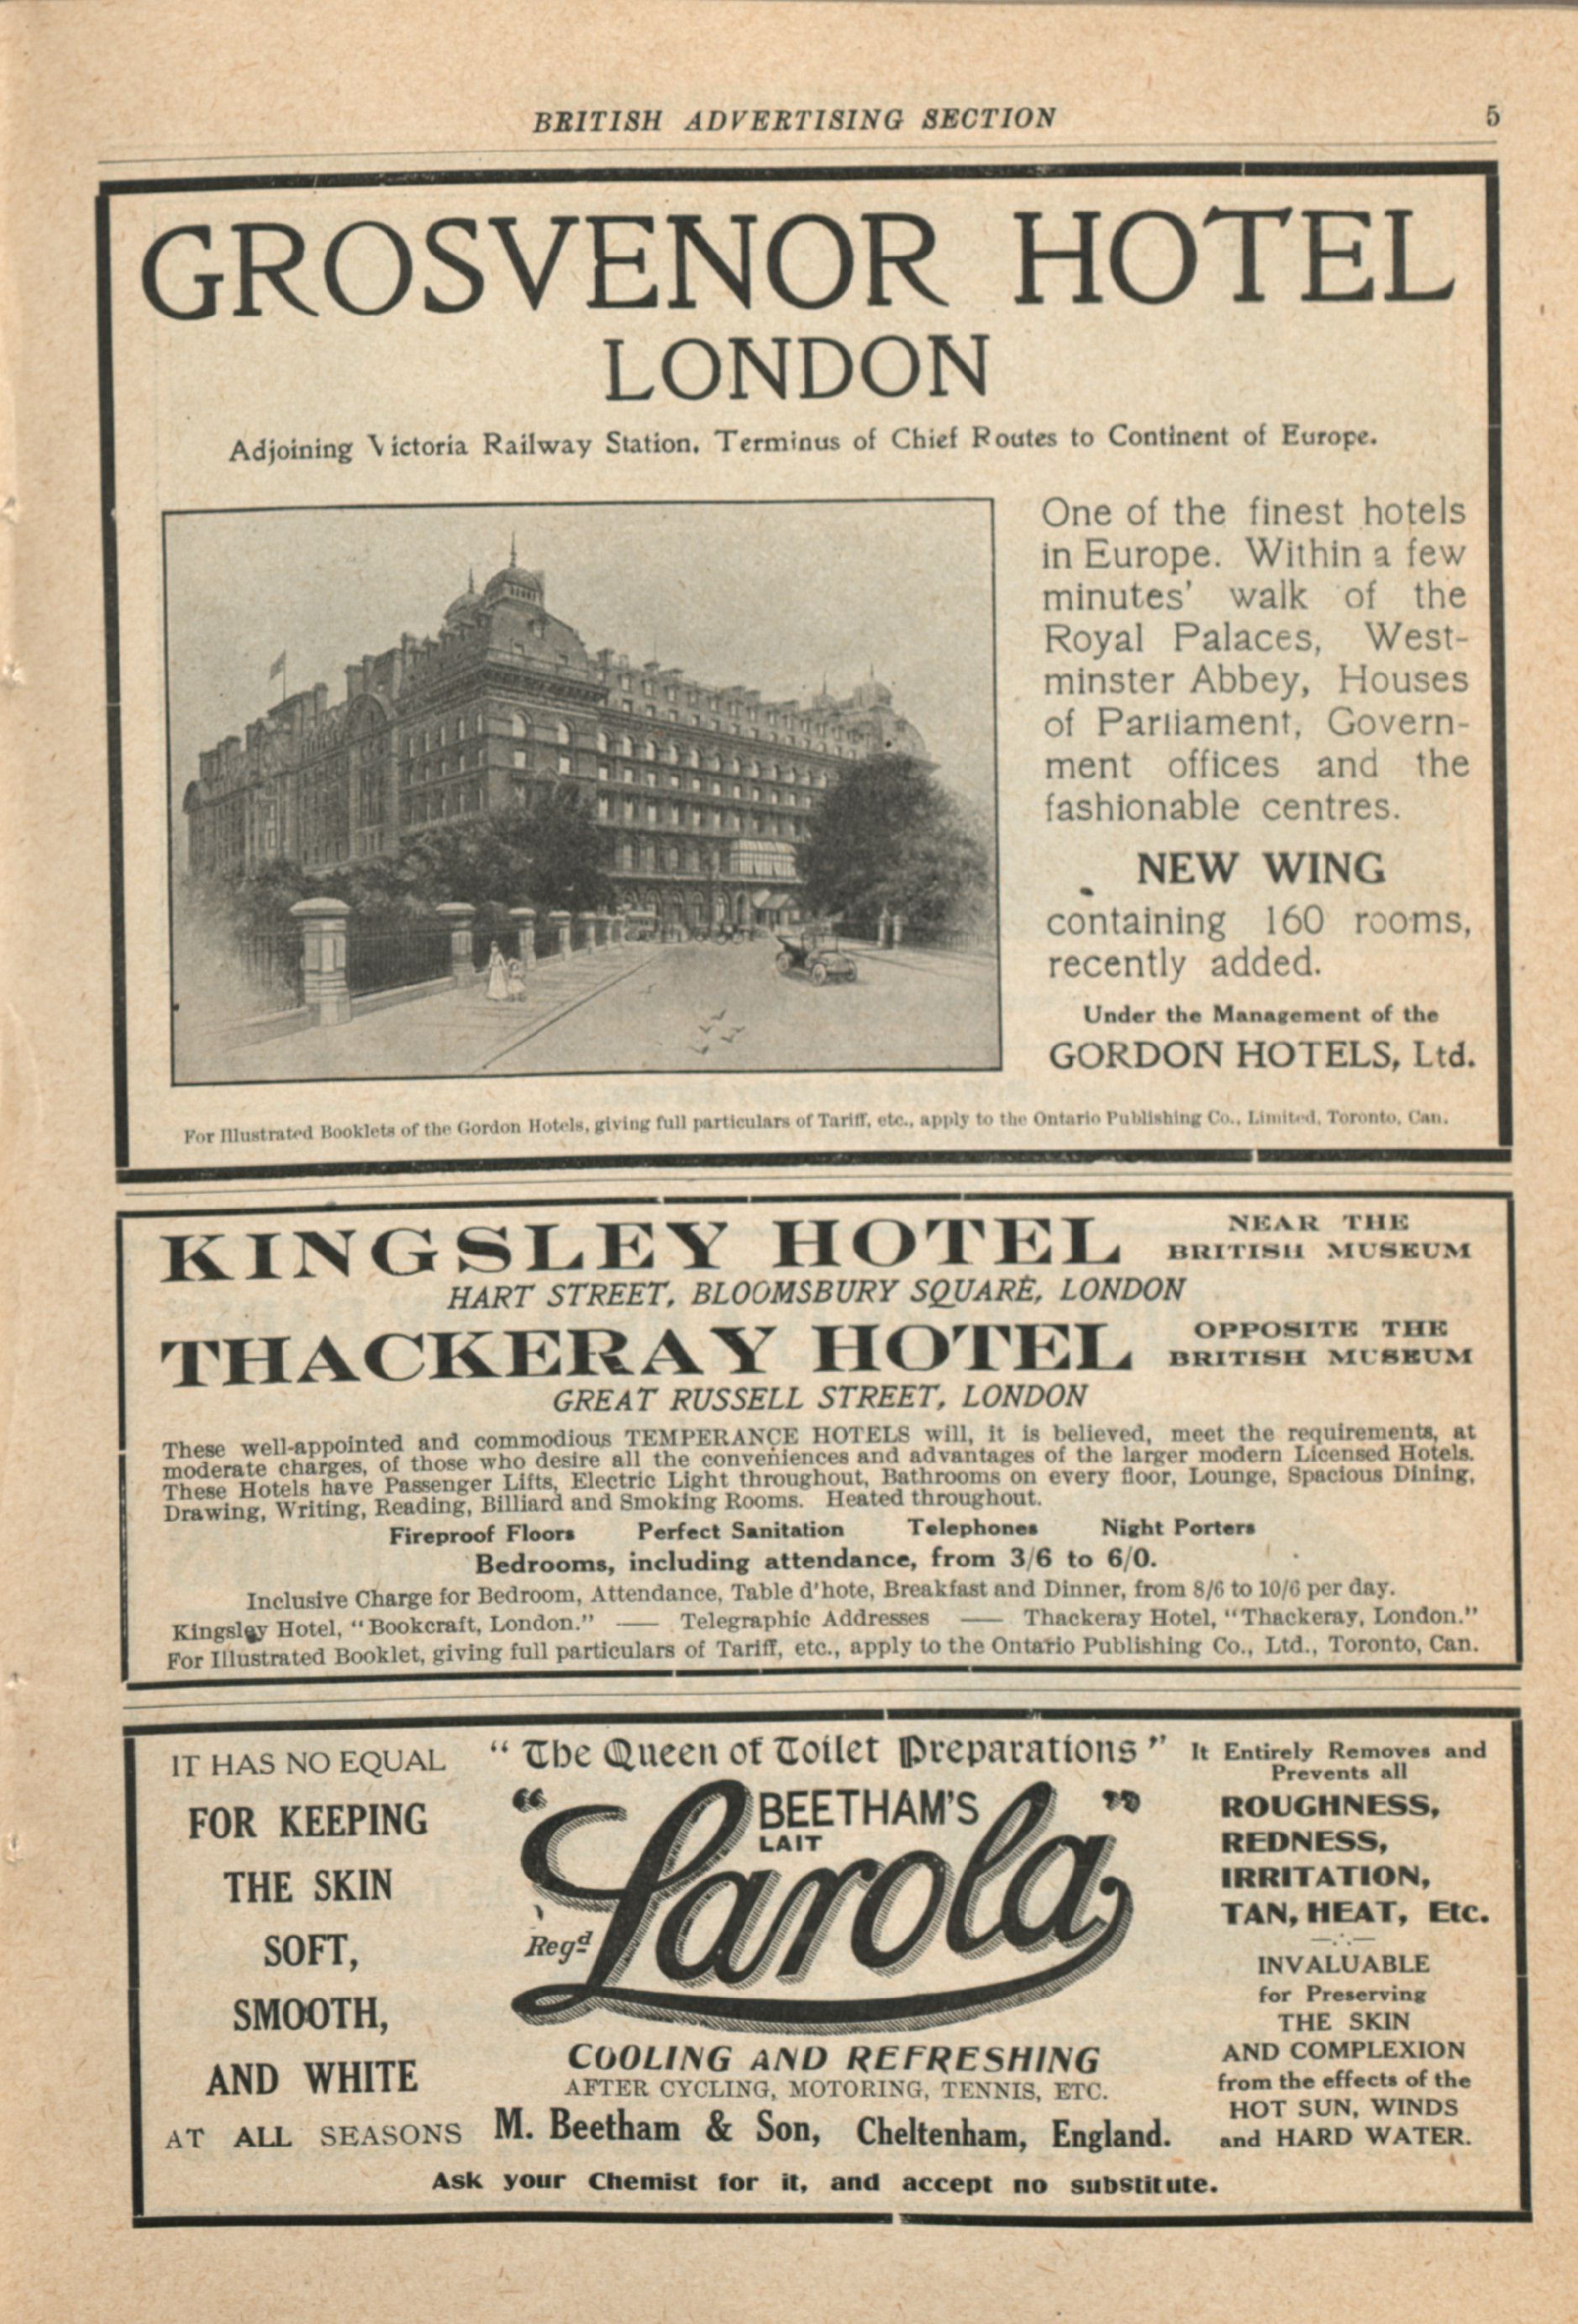 BRITISH ADVERTISING SECTION
5
GROSVENOR HOTEL
LONDON
Adjoining Victoria Railway Station, Terminus of Chief Routes to Continent of Europe.
One of the finest hotels
in Europe. Within a few
minutes' walk of the
Royal Palaces, West-
minster Abbey, Houses
of Parliament, Govern-
ment offices and the
fashionable centres.
NEW WING
containing 160 rooms,
recently added.
Under the Management of the
GORDON HOTELS, Ltd.
For Illustrated Booklets of the Gordon Hotels, giving full particulars of Tariff, etc., apply to the Ontario Publishing Co., Limited, Toronto, Can.
KINGSLEY HOTEL
NEAR THE
BRITISH MUSEUM
HART STREET, BLOOMSBURY SQUARE, LONDON
THACKERAY HOTEL
OPPOSITE THE
BRITISH MUSEUM
GREAT RUSSELL STREET, LONDON
These well-appointed and commodious TEMPERANCE HOTELS will, it is believed, meet the requirements, at
moderate charges, of those who desire all the conveniences and advantages of the larger modern Licensed Hotels.
These Hotels have Passenger Lifts, Electric Light throughout, Bathrooms on every floor, Lounge, Spacious Dining,
Drawing, Writing, Reading, Billiard and Smoking Rooms. Heated throughout.
Fireproof Floors Perfect Sanitation Telephones Night Porters
Bedrooms, including attendance, from 3/6 to 6/0.
Inclusive Charge for Bedroom, Attendance, Table d'hote, Breakfast and Dinner, from 8/6 to 10/6 per day.
Kingsley Hotel, "Bookcraft, London." — Telegraphic Addresses — Thackeray Hotel, "Thackeray, London."
For Illustrated Booklet, giving full particulars of Tariff, etc., apply to the Ontario Publishing Co., Ltd., Toronto, Can.
IT HAS NO EQUAL
FOR KEEPING
THE SKIN
SOFT,
SMOOTH,
AND WHITE
AT ALL SEASONS
"The Queen of Toilet Preparations"
BEETHAM'S
LAIT
"Larola"
Regd
COOLING AND REFRESHING
AFTER CYCLING, MOTORING, TENNIS, ETC.
M. Beetham & Son, Cheltenham, England.
It Entirely Removes and
Prevents all
ROUGHNESS,
REDNESS,
IRRITATION,
TAN, HEAT, Etc.
INVALUABLE
for Preserving
THE SKIN
AND COMPLEXION
from the effects of the
HOT SUN, WINDS
and HARD WATER.
Ask your Chemist for it, and accept no substitute.